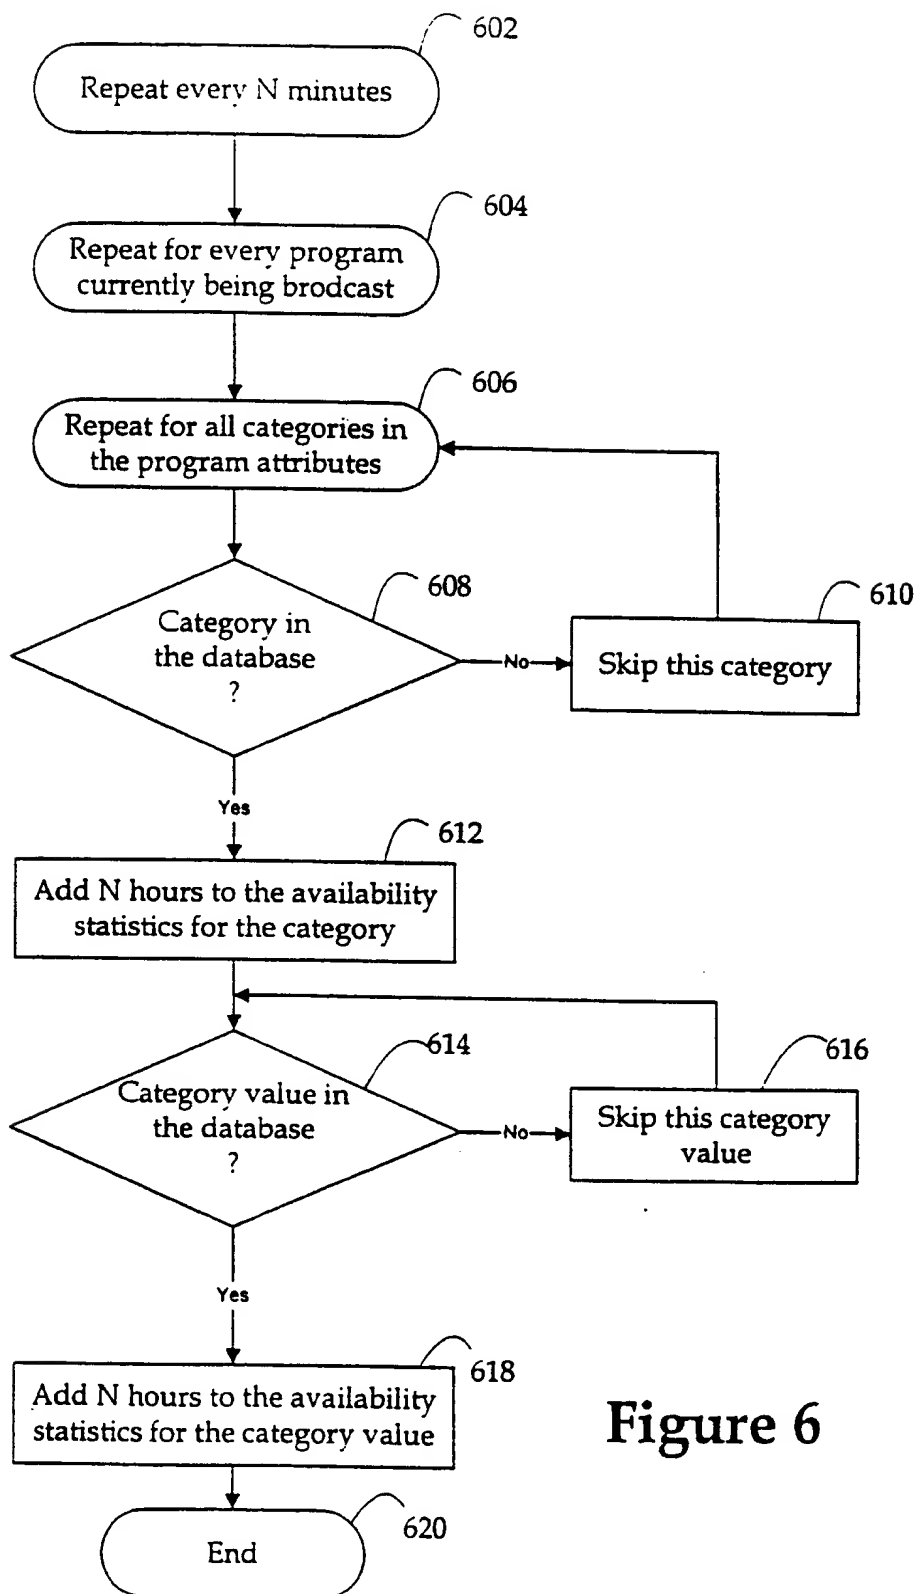 602
Repeat every N minutes
604
Repeat for every program
currently being brodcast
606
Repeat for all categories in
the program attributes
608
Category in
the database
?
No
610
Skip this category
Yes
612
Add N hours to the availability
statistics for the category
614
Category value in
the database
?
No
616
Skip this category
value
Yes
618
Add N hours to the availability
statistics for the category value
Figure 6
620
End